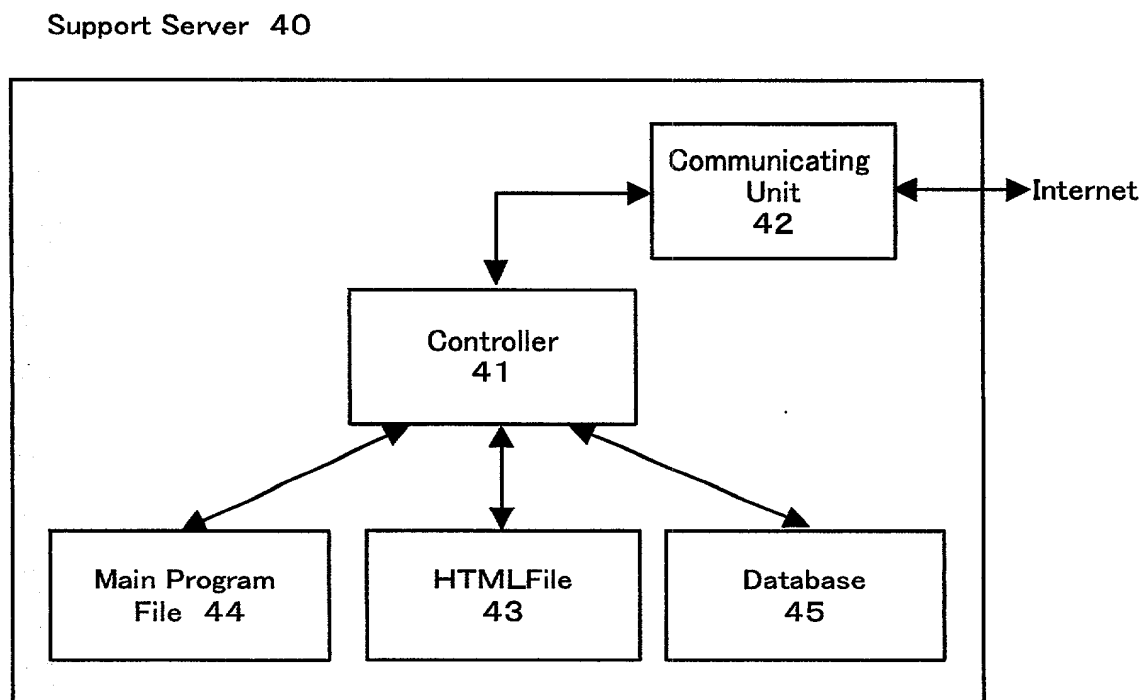 Support Server 40
Communicating
Unit
42
Internet
Controller
41
Main Program
File 44
HTMLFile
43
Database
45